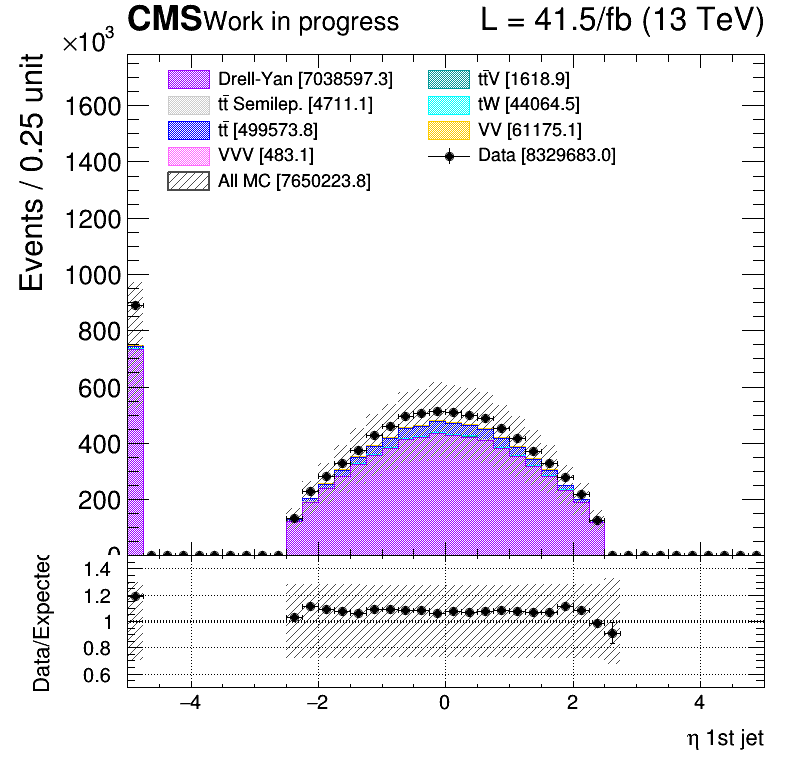 CMS Work in progress L = 41.5/fb (13 TeV)
×10³
Events / 0.25 unit
Drell-Yan [7038597.3]
tt̄ Semilep. [4711.1]
tt̄ [499573.8]
VVV [483.1]
All MC [7650223.8]
tt̄V [1618.9]
tW [44064.5]
VV [61175.1]
Data [8329683.0]
1600
1400
1200
1000
800
600
400
200
0
Data/Expected
1.4
1.2
1
0.8
0.6
−4 −2 0 2 4
η 1st jet